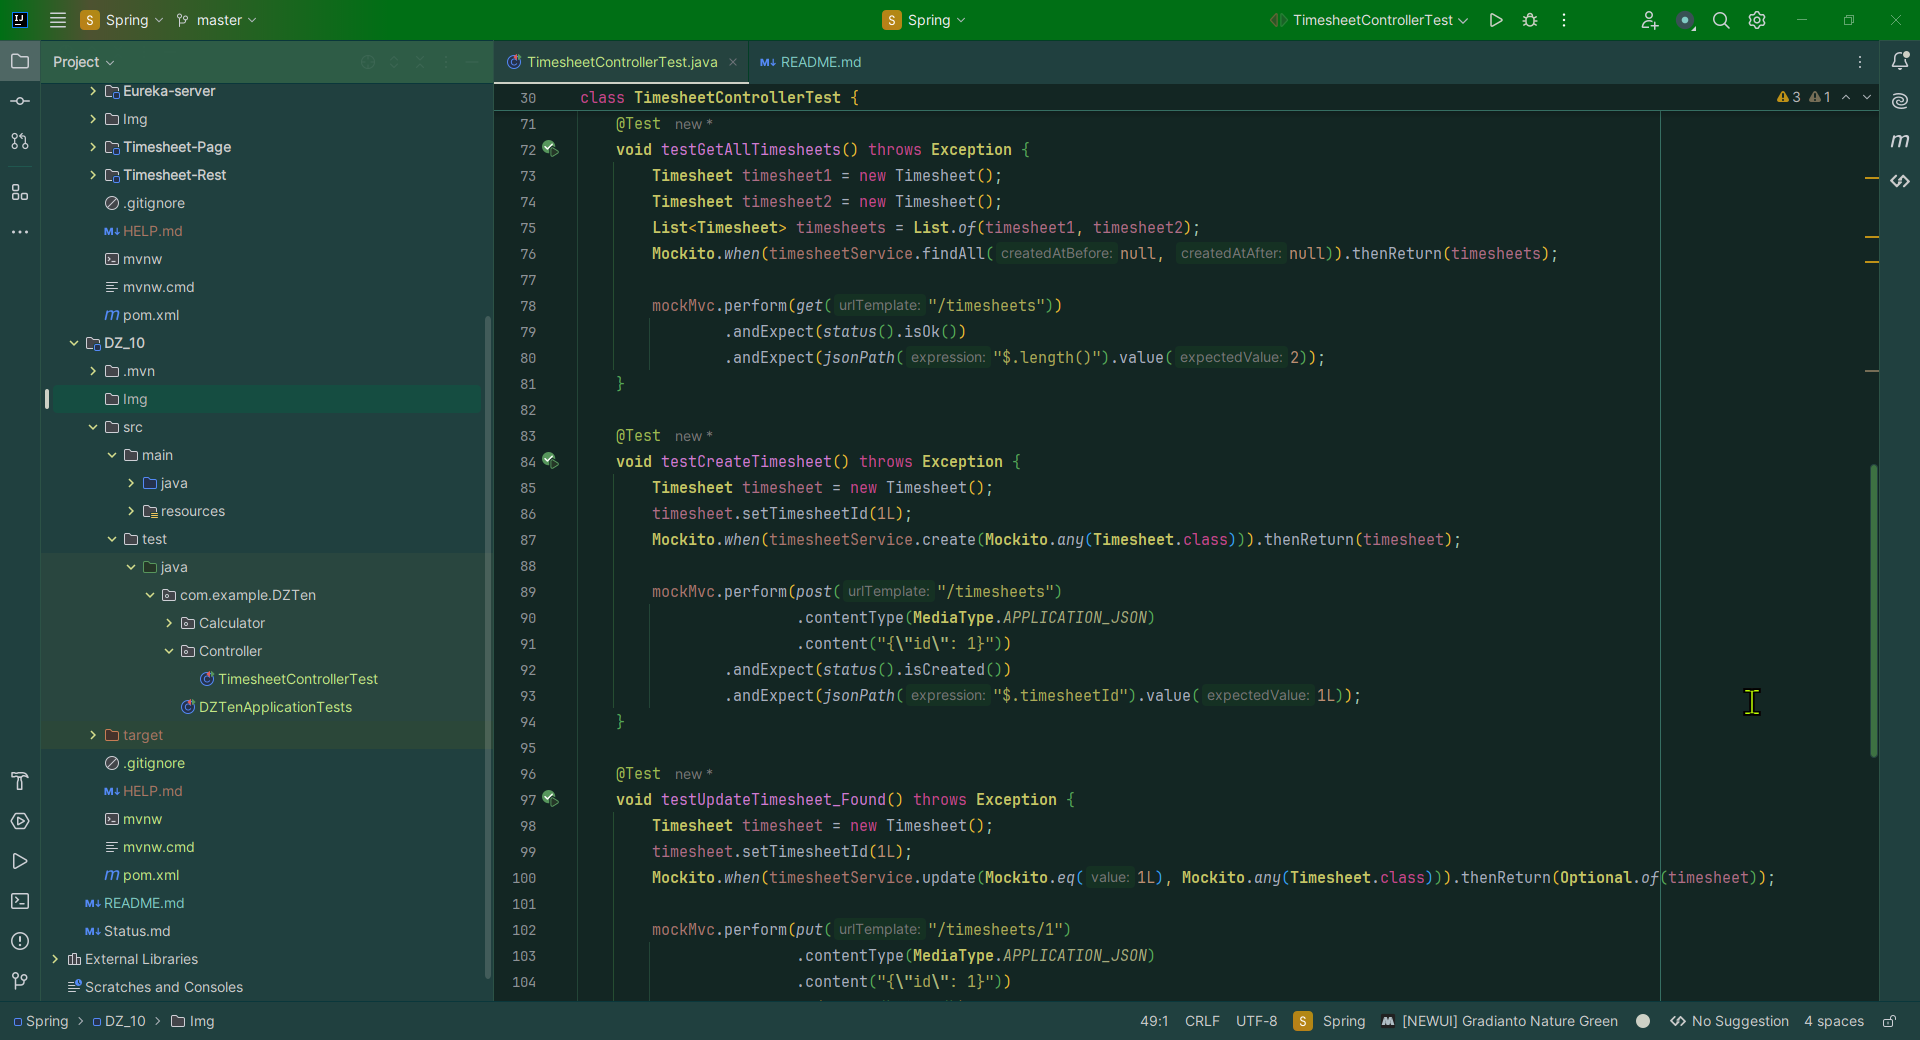 Spring master Spring TimesheetControllerTest
Project
Eureka-server
Img
Timesheet-Page
Timesheet-Rest
.gitignore
M↓ HELP.md
mvnw
mvnw.cmd
m pom.xml
DZ_10
.mvn
Img
src
main
java
resources
test
java
com.example.DZTen
Calculator
Controller
TimesheetControllerTest
DZTenApplicationTests
target
.gitignore
M↓ HELP.md
mvnw
mvnw.cmd
m pom.xml
M↓ README.md
M↓ Status.md
External Libraries
Scratches and Consoles
TimesheetControllerTest.java M↓ README.md
30 class TimesheetControllerTest { 3 1
71 @Test new *
72 void testGetAllTimesheets() throws Exception {
73 Timesheet timesheet1 = new Timesheet();
74 Timesheet timesheet2 = new Timesheet();
75 List<Timesheet> timesheets = List.of(timesheet1, timesheet2);
76 Mockito.when(timesheetService.findAll( createdAtBefore: null, createdAtAfter: null)).thenReturn(timesheets);
77
78 mockMvc.perform(get( urlTemplate: "/timesheets"))
79 .andExpect(status().isOk())
80 .andExpect(jsonPath( expression: "$.length()").value( expectedValue: 2));
81 }
82
83 @Test new *
84 void testCreateTimesheet() throws Exception {
85 Timesheet timesheet = new Timesheet();
86 timesheet.setTimesheetId(1L);
87 Mockito.when(timesheetService.create(Mockito.any(Timesheet.class))).thenReturn(timesheet);
88
89 mockMvc.perform(post( urlTemplate: "/timesheets")
90 .contentType(MediaType.APPLICATION_JSON)
91 .content("{\"id\": 1}"))
92 .andExpect(status().isCreated())
93 .andExpect(jsonPath( expression: "$.timesheetId").value( expectedValue: 1L));
94 }
95
96 @Test new *
97 void testUpdateTimesheet_Found() throws Exception {
98 Timesheet timesheet = new Timesheet();
99 timesheet.setTimesheetId(1L);
100 Mockito.when(timesheetService.update(Mockito.eq( value: 1L), Mockito.any(Timesheet.class))).thenReturn(Optional.of(timesheet));
101
102 mockMvc.perform(put( urlTemplate: "/timesheets/1")
103 .contentType(MediaType.APPLICATION_JSON)
104 .content("{\"id\": 1}"))
Spring > DZ_10 > Img 49:1 CRLF UTF-8 S Spring [NEWUI] Gradianto Nature Green No Suggestion 4 spaces